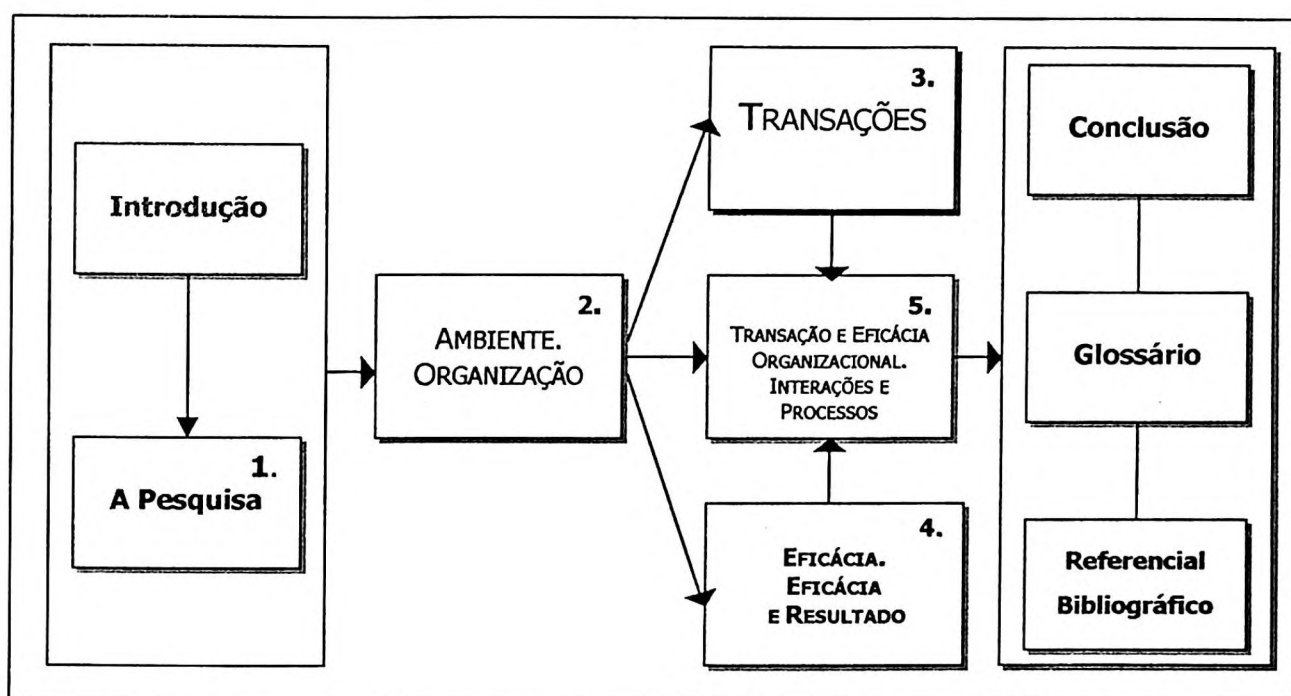 Introdução
1.
A Pesquisa
2.
AMBIENTE.
ORGANIZAÇÃO
3.
TRANSAÇÕES
5.
TRANSAÇÃO E EFICÁCIA
ORGANIZACIONAL.
INTERAÇÕES E
PROCESSOS
4.
EFICÁCIA.
EFICÁCIA
E RESULTADO
Conclusão
Glossário
Referencial
Bibliográfico